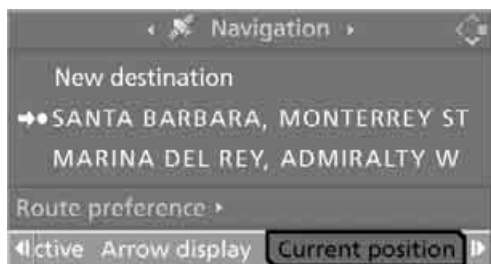 Navigation
New destination
SANTA BARBARA, MONTERREY ST
MARINA DEL REY, ADMIRALTY W
Route preference
ctive Arrow display Current position